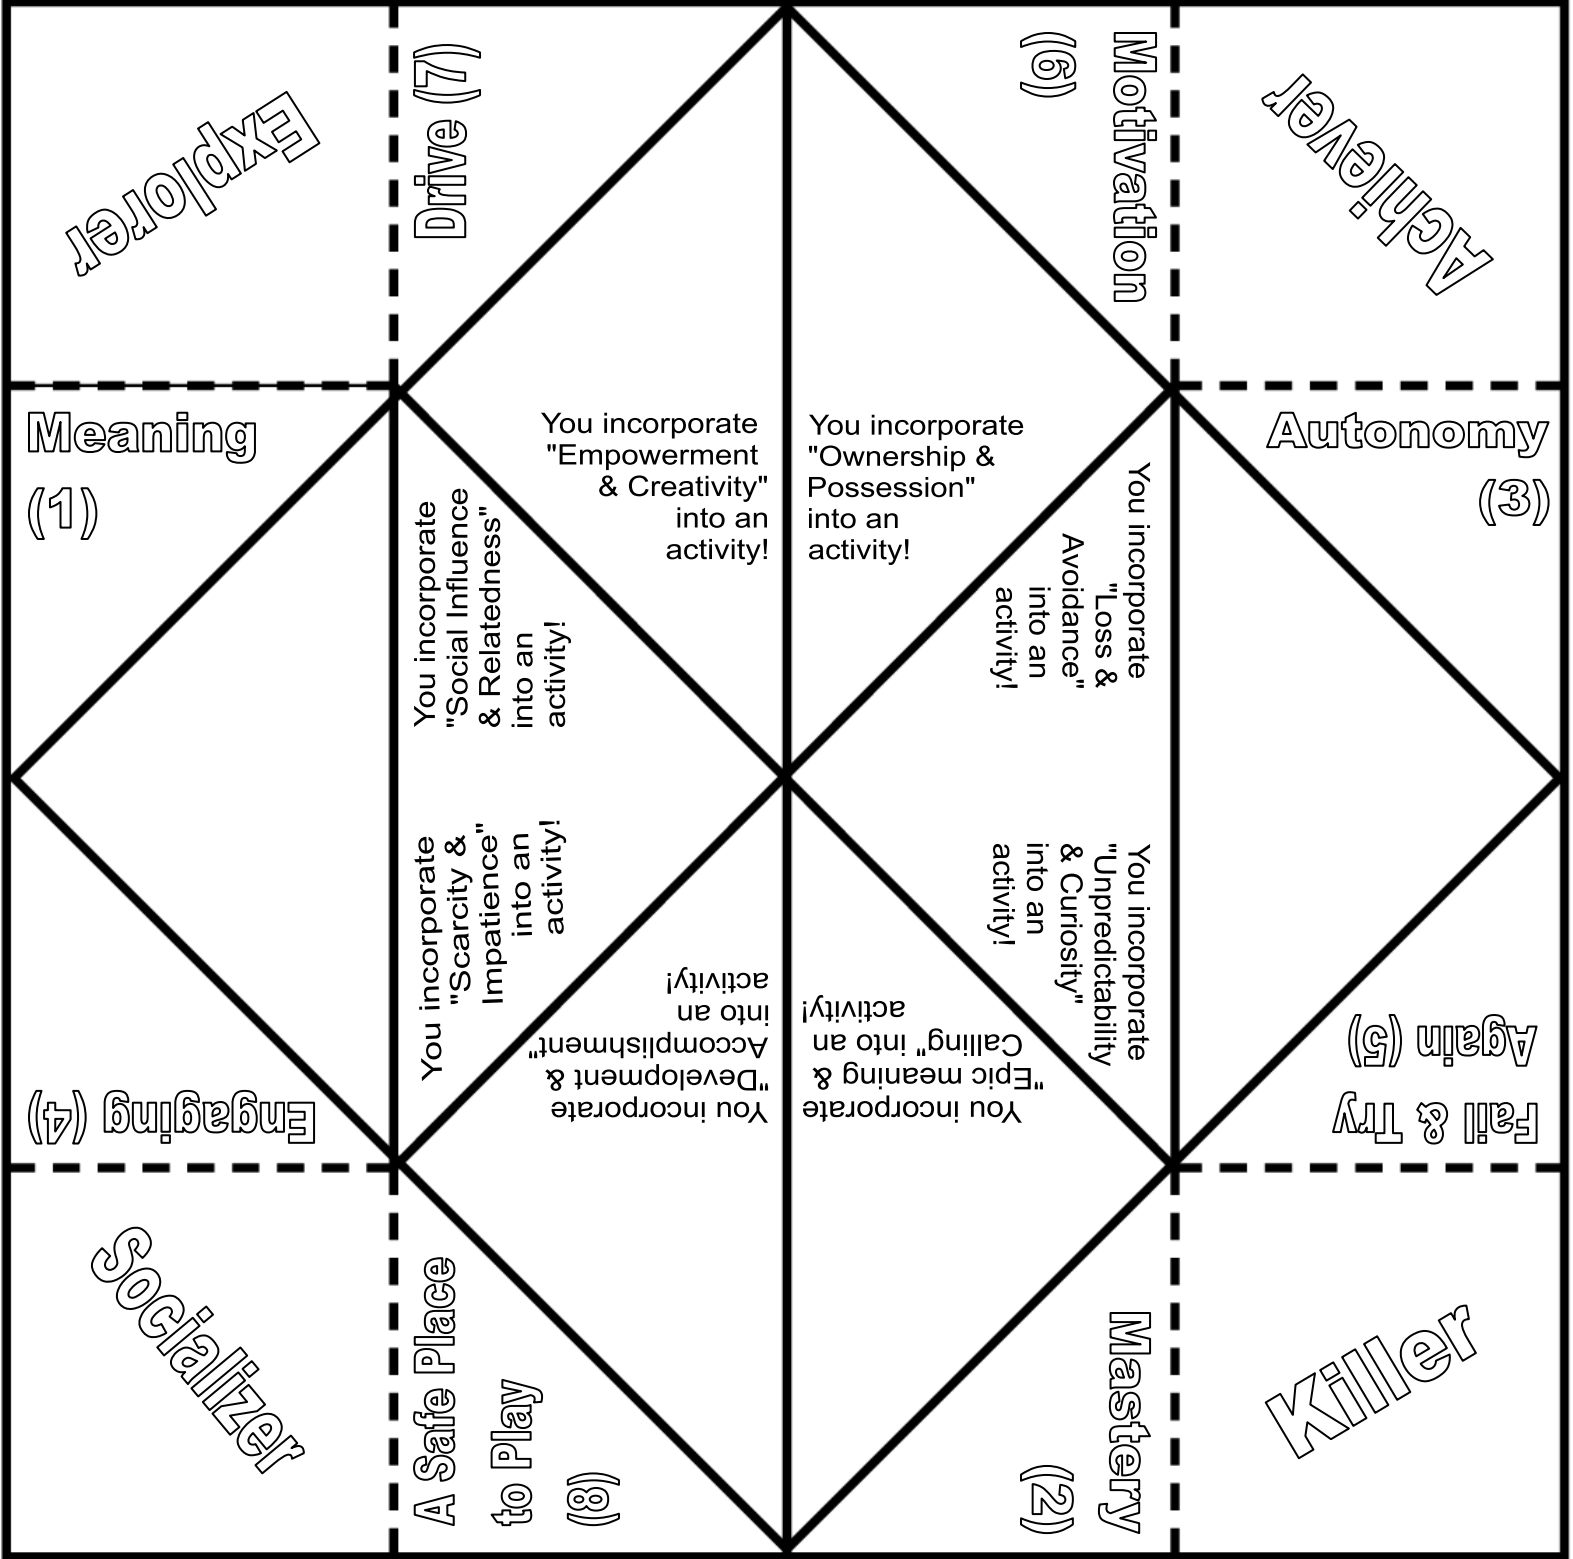 Explorer
Drive (7)
Motivation
(6)
Achiever
Meaning
(1)
Autonomy
(3)
You incorporate
"Empowerment
& Creativity"
into an
activity!
You incorporate
"Ownership &
Possession"
into an
activity!
You incorporate
"Social Influence
& Relatedness"
into an
activity!
You incorporate
"Loss &
Avoidance"
into an
activity!
You incorporate
"Scarcity &
Impatience"
into an
activity!
You incorporate
"Unpredictability
& Curiosity"
into an
activity!
You incorporate
"Development &
Accomplishment"
into an
activity!
You incorporate
"Epic meaning &
Calling" into an
activity!
Engaging (4)
Fail & Try
Again (5)
Socializer
A Safe Place
to Play
(8)
Mastery
(2)
Killer